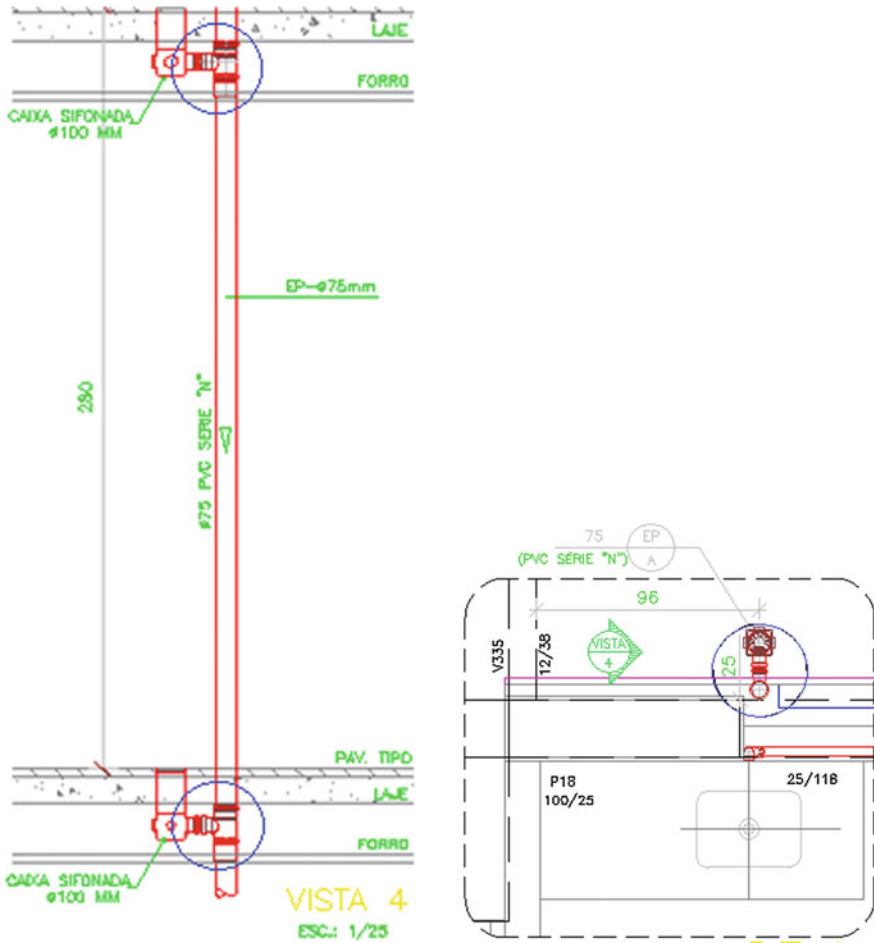 LAJE
FORRO
CAIXA SIFONADA
ø100 MM
EP-ø75mm
280
ø75 PVC SERIE "N"
PAV. TIPO
LAJE
FORRO
CAIXA SIFONADA
ø100 MM
VISTA 4
ESC.: 1/25
75
EP
A
(PVC SÉRIE "N")
96
V335
12/38
VISTA
4
25
P18
100/25
25/118